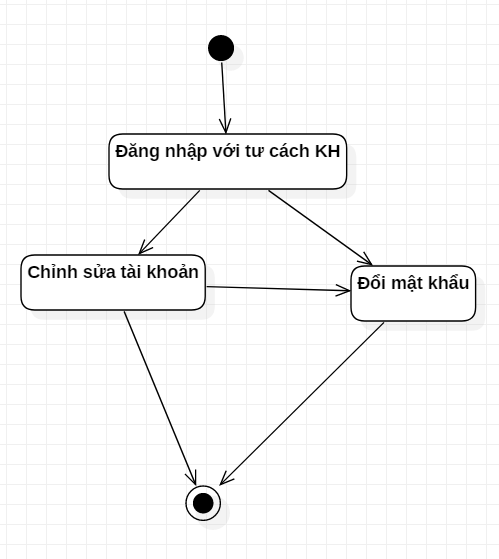 Đăng nhập với tư cách KH
Chỉnh sửa tài khoản
Đổi mật khẩu